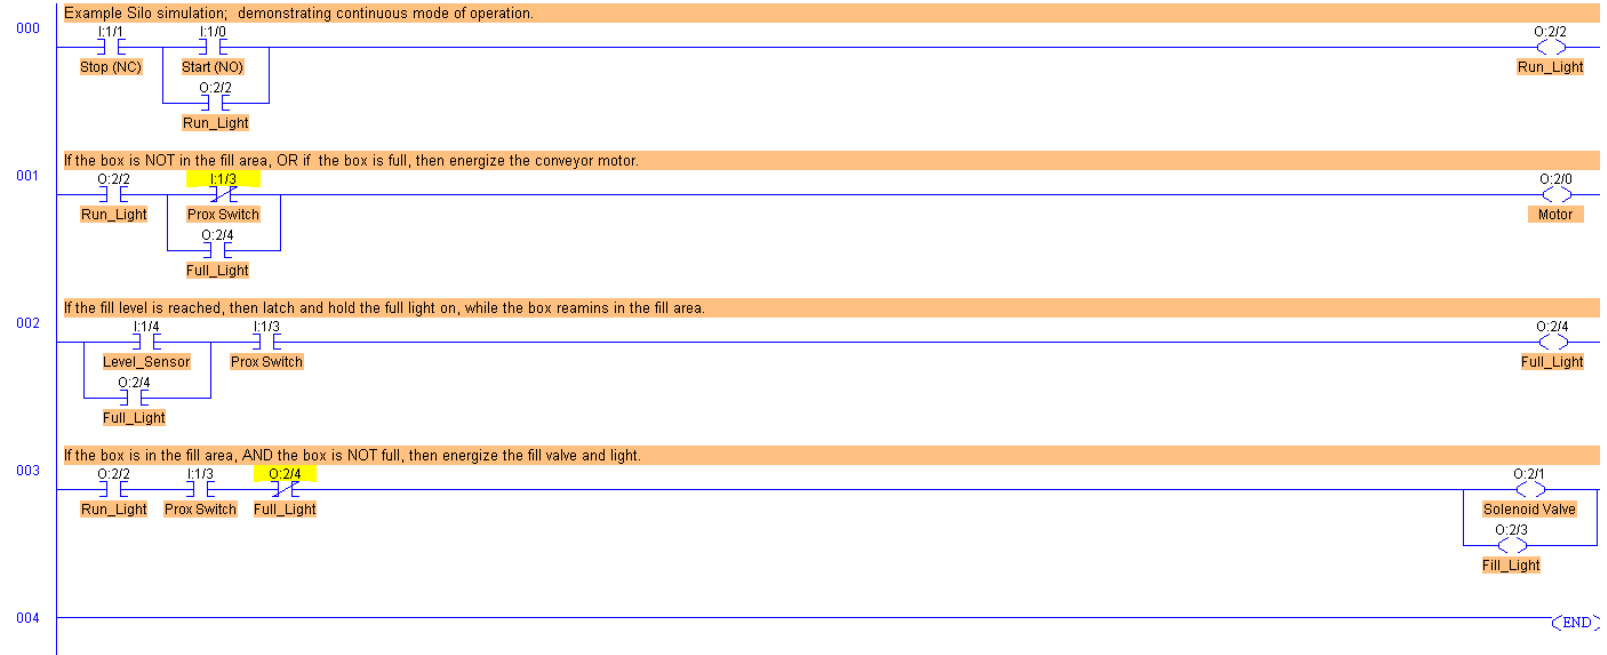 Example Silo simulation; demonstrating continuous mode of operation.
000
I:1/1 I:1/0 O:2/2
Stop (NC) Start (NO) Run_Light
O:2/2
Run_Light
If the box is NOT in the fill area, OR if the box is full, then energize the conveyor motor.
001
O:2/2 I:1/3 O:2/0
Run_Light Prox Switch Motor
O:2/4
Full_Light
If the fill level is reached, then latch and hold the full light on, while the box reamins in the fill area.
002
I:1/4 I:1/3 O:2/4
Level_Sensor Prox Switch Full_Light
O:2/4
Full_Light
If the box is in the fill area, AND the box is NOT full, then energize the fill valve and light.
003
O:2/2 I:1/3 O:2/4 O:2/1
Run_Light Prox Switch Full_Light Solenoid Valve
O:2/3
Fill_Light
004
END